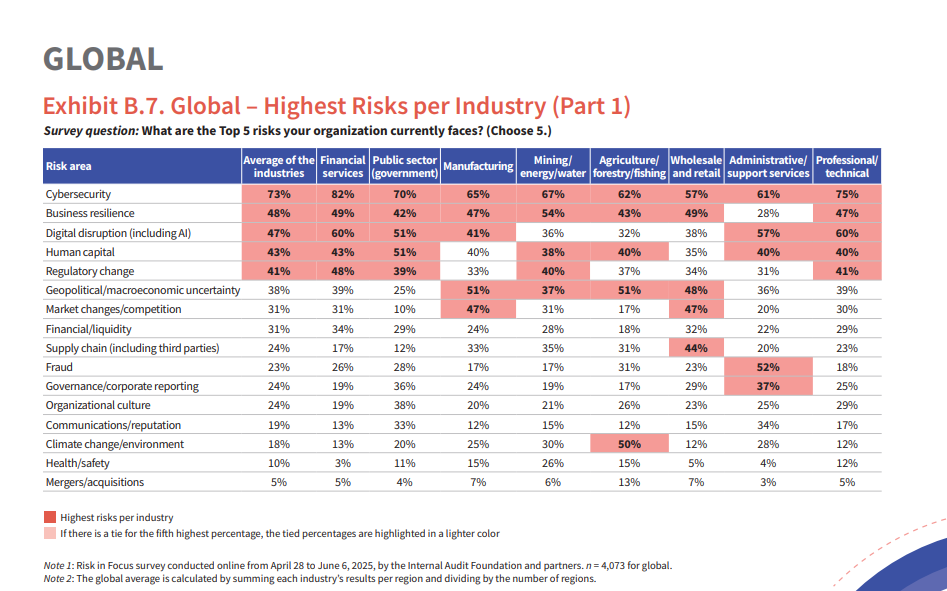 GLOBAL
Exhibit B.7. Global – Highest Risks per Industry (Part 1)
Survey question: What are the Top 5 risks your organization currently faces? (Choose 5.)
Risk area | Average of the industries | Financial services | Public sector (government) | Manufacturing | Mining/ energy/water | Agriculture/ forestry/fishing | Wholesale and retail | Administrative/ support services | Professional/ technical
Cybersecurity 73% 82% 70% 65% 67% 62% 57% 61% 75%
Business resilience 48% 49% 42% 47% 54% 43% 49% 28% 47%
Digital disruption (including AI) 47% 60% 51% 41% 36% 32% 38% 57% 60%
Human capital 43% 43% 51% 40% 38% 40% 35% 40% 40%
Regulatory change 41% 48% 39% 33% 40% 37% 34% 31% 41%
Geopolitical/macroeconomic uncertainty 38% 39% 25% 51% 37% 51% 48% 36% 39%
Market changes/competition 31% 31% 10% 47% 31% 17% 47% 20% 30%
Financial/liquidity 31% 34% 29% 24% 28% 18% 32% 22% 29%
Supply chain (including third parties) 24% 17% 12% 33% 35% 31% 44% 20% 23%
Fraud 23% 26% 28% 17% 17% 31% 23% 52% 18%
Governance/corporate reporting 24% 19% 36% 24% 19% 17% 29% 37% 25%
Organizational culture 24% 19% 38% 20% 21% 26% 23% 25% 29%
Communications/reputation 19% 13% 33% 12% 15% 12% 15% 34% 17%
Climate change/environment 18% 13% 20% 25% 30% 50% 12% 28% 12%
Health/safety 10% 3% 11% 15% 26% 15% 5% 4% 12%
Mergers/acquisitions 5% 5% 4% 7% 6% 13% 7% 3% 5%
Highest risks per industry
If there is a tie for the fifth highest percentage, the tied percentages are highlighted in a lighter color
Note 1: Risk in Focus survey conducted online from April 28 to June 6, 2025, by the Internal Audit Foundation and partners. n = 4,073 for global.
Note 2: The global average is calculated by summing each industry's results per region and dividing by the number of regions.